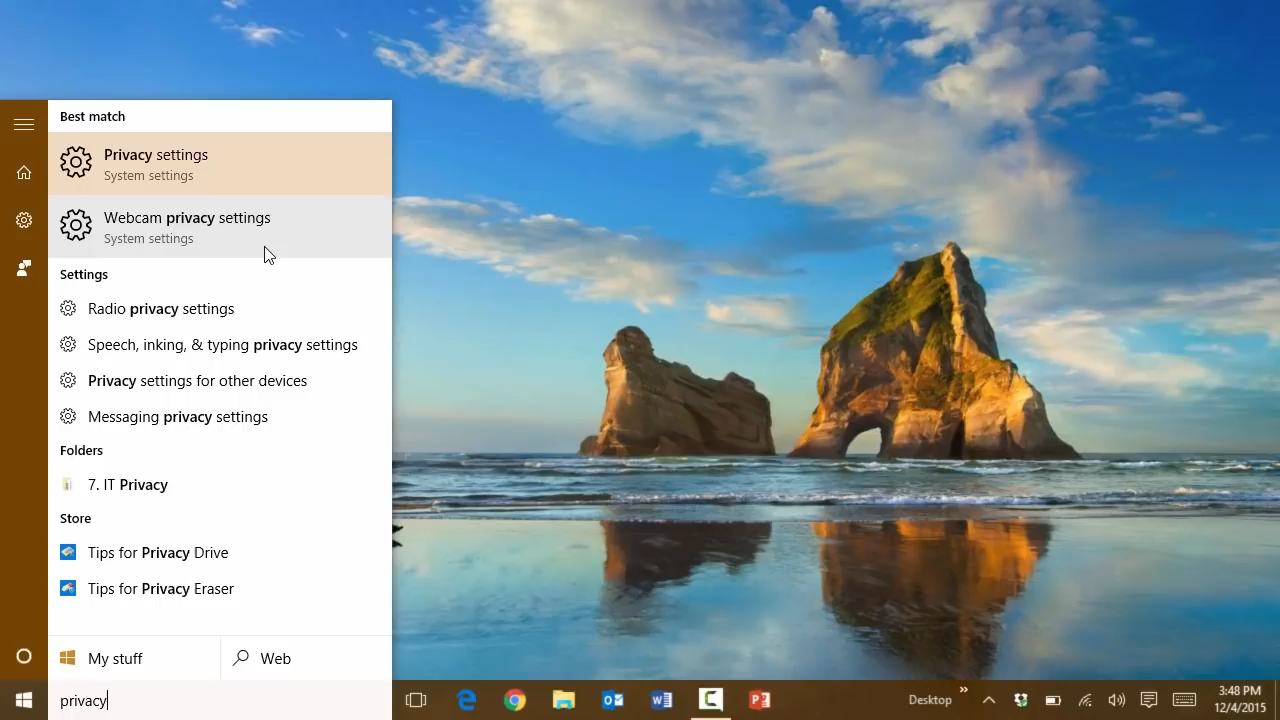 Best match
Privacy settings
System settings
Webcam privacy settings
System settings
Settings
Radio privacy settings
Speech, inking, & typing privacy settings
Privacy settings for other devices
Messaging privacy settings
Folders
7. IT Privacy
Store
Tips for Privacy Drive
Tips for Privacy Eraser
My stuff
Web
privacy
Desktop
3:48 PM
12/4/2015